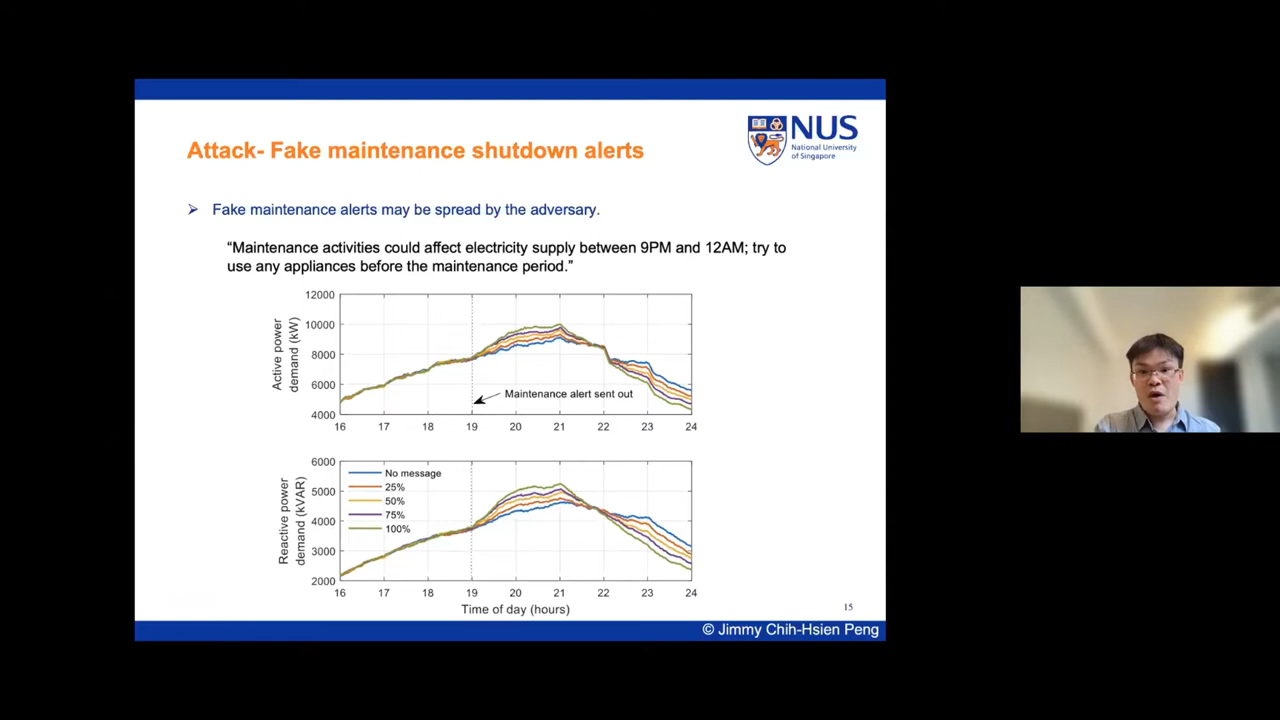 NUS
National University
of Singapore
Attack- Fake maintenance shutdown alerts
Fake maintenance alerts may be spread by the adversary.
“Maintenance activities could affect electricity supply between 9PM and 12AM; try to
use any appliances before the maintenance period.”
12000
10000
8000
6000
4000
Active power
demand (kW)
Maintenance alert sent out
16 17 18 19 20 21 22 23 24
6000
5000
4000
3000
2000
Reactive power
demand (kVAR)
No message
25%
50%
75%
100%
16 17 18 19 20 21 22 23 24
Time of day (hours)
15
© Jimmy Chih-Hsien Peng